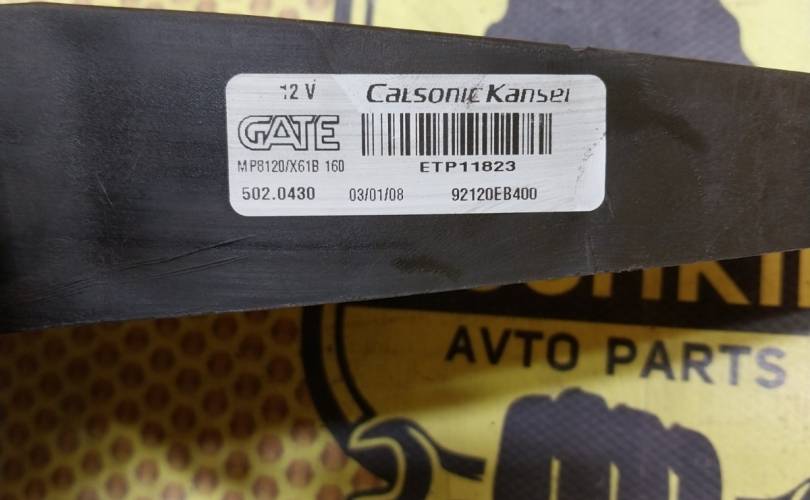 12 V CALSONIC KANSEI
GATE
MP8120/X61B 160 ETP11823
502.0430 03/01/08 92120EB400
AVTO PARTS